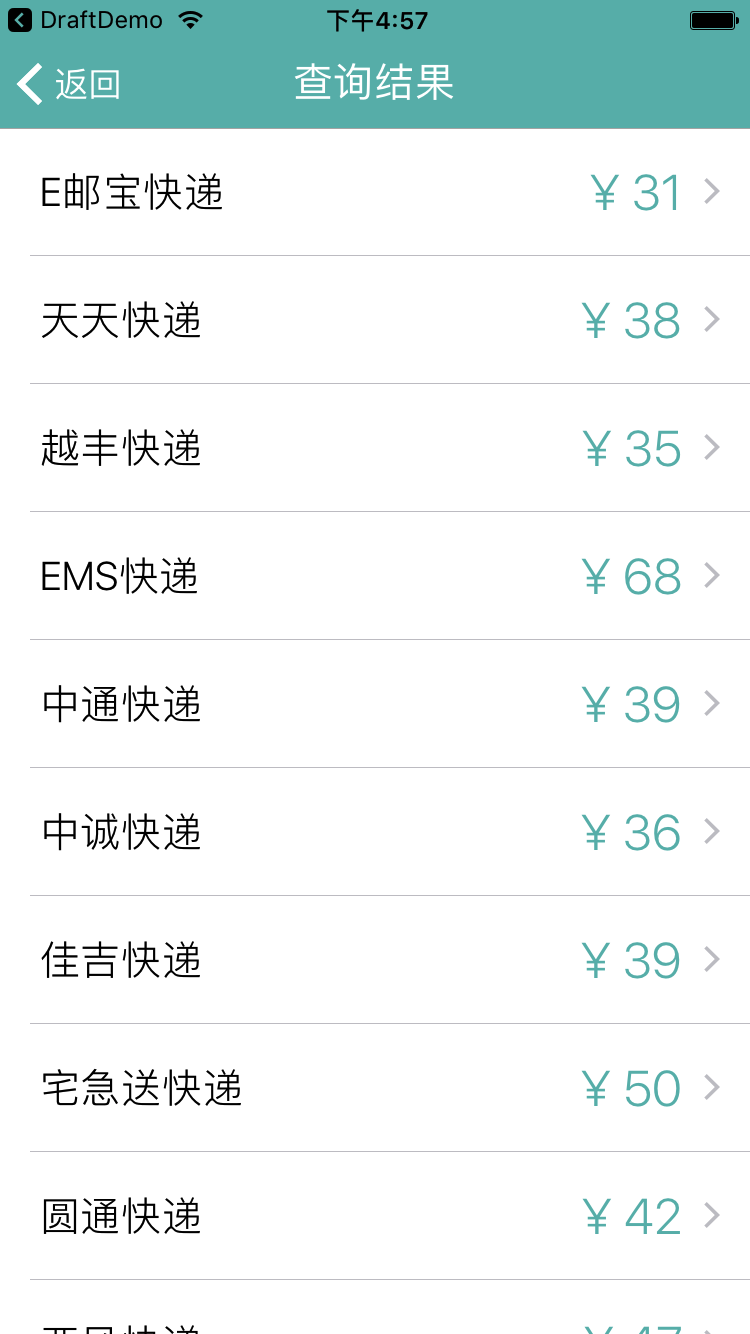 DraftDemo 下午4:57
返回 查询结果
E邮宝快递 ¥ 31
天天快递 ¥ 38
越丰快递 ¥ 35
EMS快递 ¥ 68
中通快递 ¥ 39
中诚快递 ¥ 36
佳吉快递 ¥ 39
宅急送快递 ¥ 50
圆通快递 ¥ 42